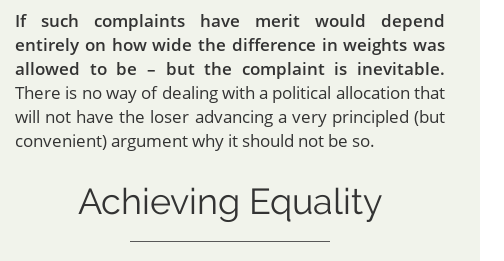 If such complaints have merit would depend
entirely on how wide the difference in weights was
allowed to be – but the complaint is inevitable.
There is no way of dealing with a political allocation that
will not have the loser advancing a very principled (but
convenient) argument why it should not be so.
Achieving Equality